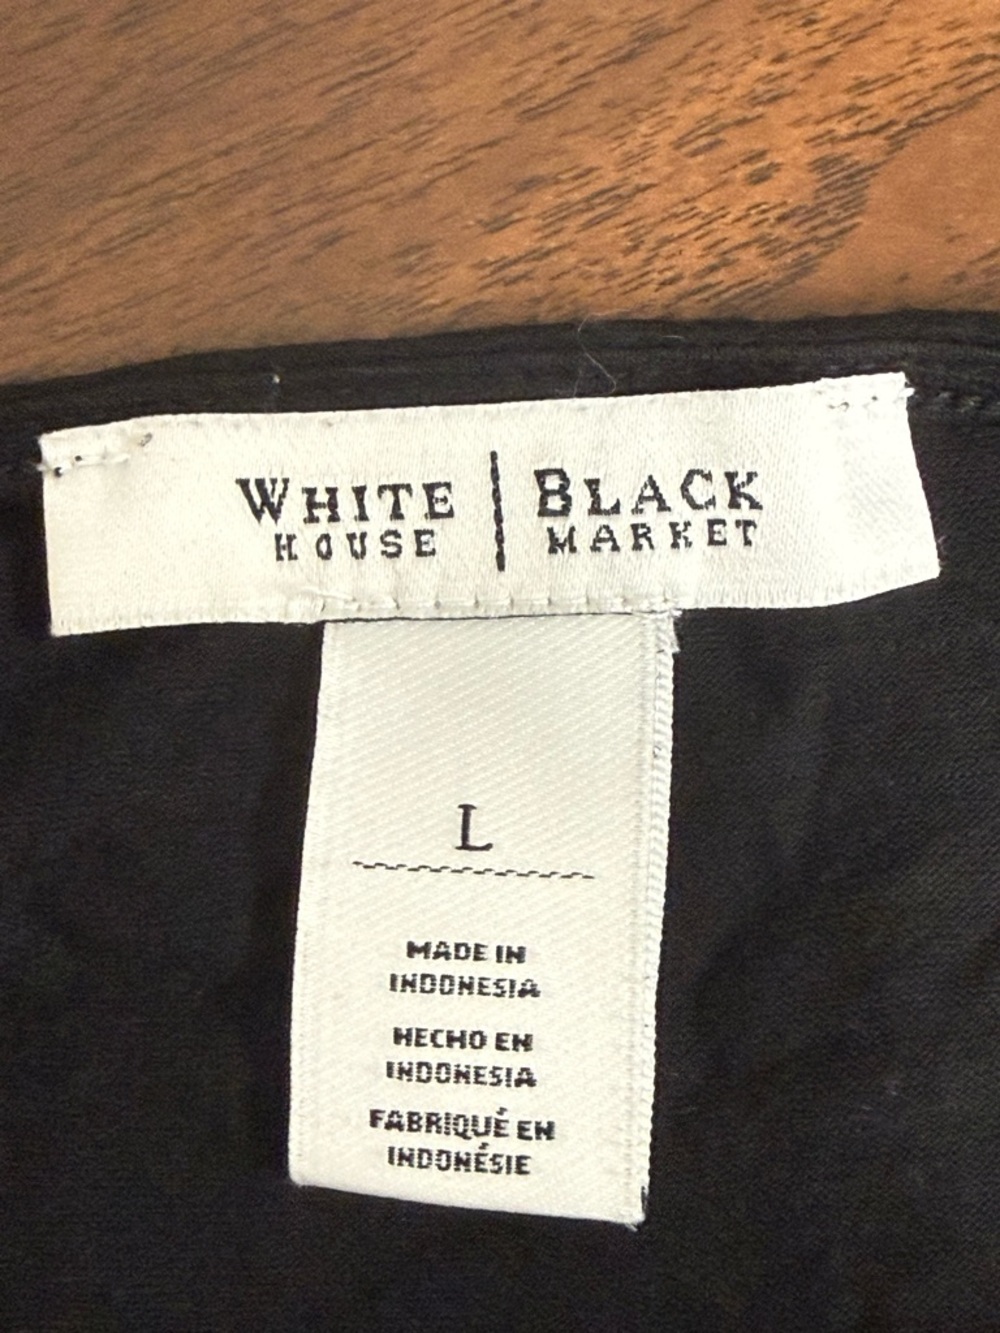 WHITE | BLACK
HOUSE | MARKET
L
MADE IN
INDONESIA
HECHO EN
INDONESIA
FABRIQUÉ EN
INDONÉSIE